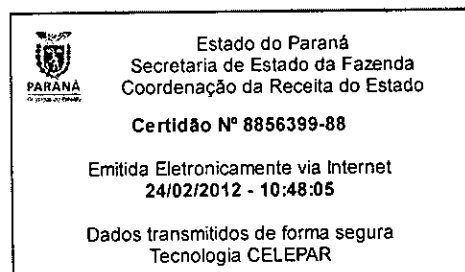 Estado do Paraná
Secretaria de Estado da Fazenda
Coordenação da Receita do Estado
PARANÁ
Certidão Nº 8856399-88
Emitida Eletronicamente via Internet
24/02/2012 - 10:48:05
Dados transmitidos de forma segura
Tecnologia CELEPAR